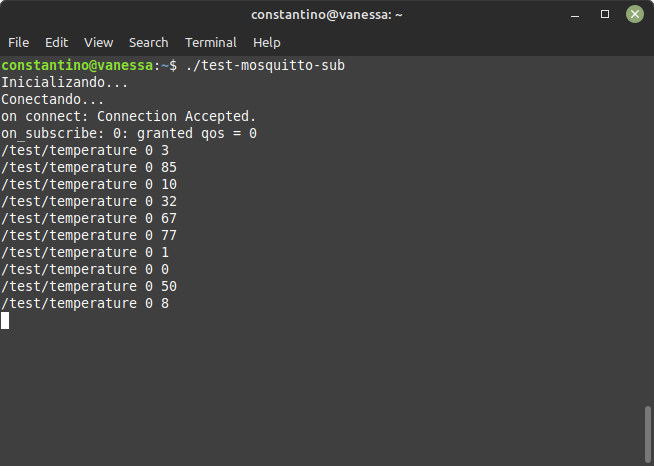 constantino@vanessa: ~
File Edit View Search Terminal Help
constantino@vanessa:~$ ./test-mosquitto-sub
Inicializando...
Conectando...
on connect: Connection Accepted.
on_subscribe: 0: granted qos = 0
/test/temperature 0 3
/test/temperature 0 85
/test/temperature 0 10
/test/temperature 0 32
/test/temperature 0 67
/test/temperature 0 77
/test/temperature 0 1
/test/temperature 0 0
/test/temperature 0 50
/test/temperature 0 8